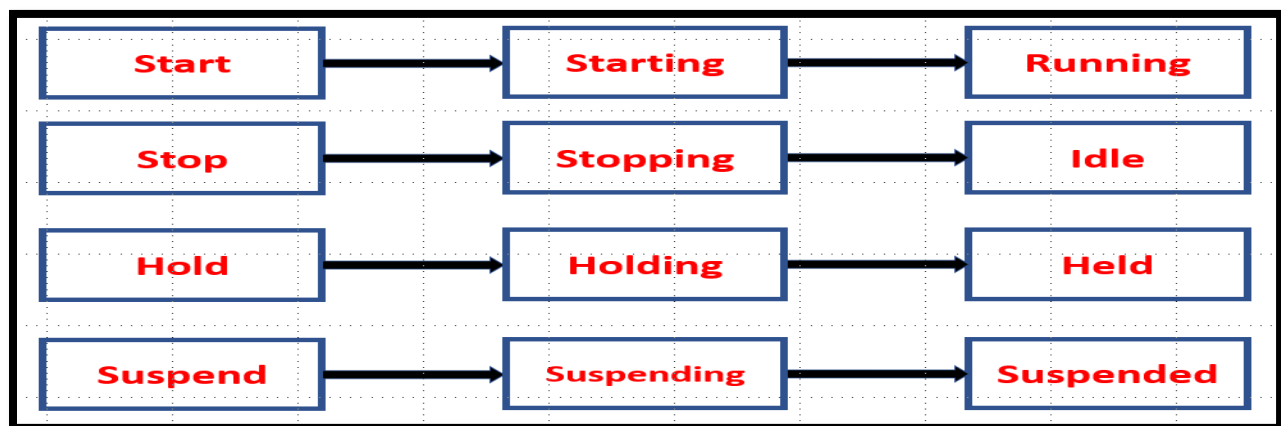 Start Starting Running
Stop Stopping Idle
Hold Holding Held
Suspend Suspending Suspended